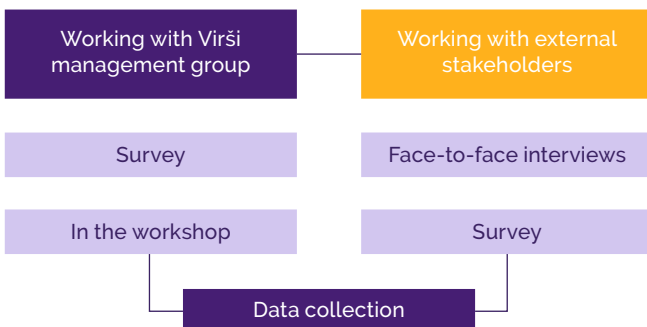 Working with Virši
management group
Working with external
stakeholders
Survey
Face-to-face interviews
In the workshop
Survey
Data collection